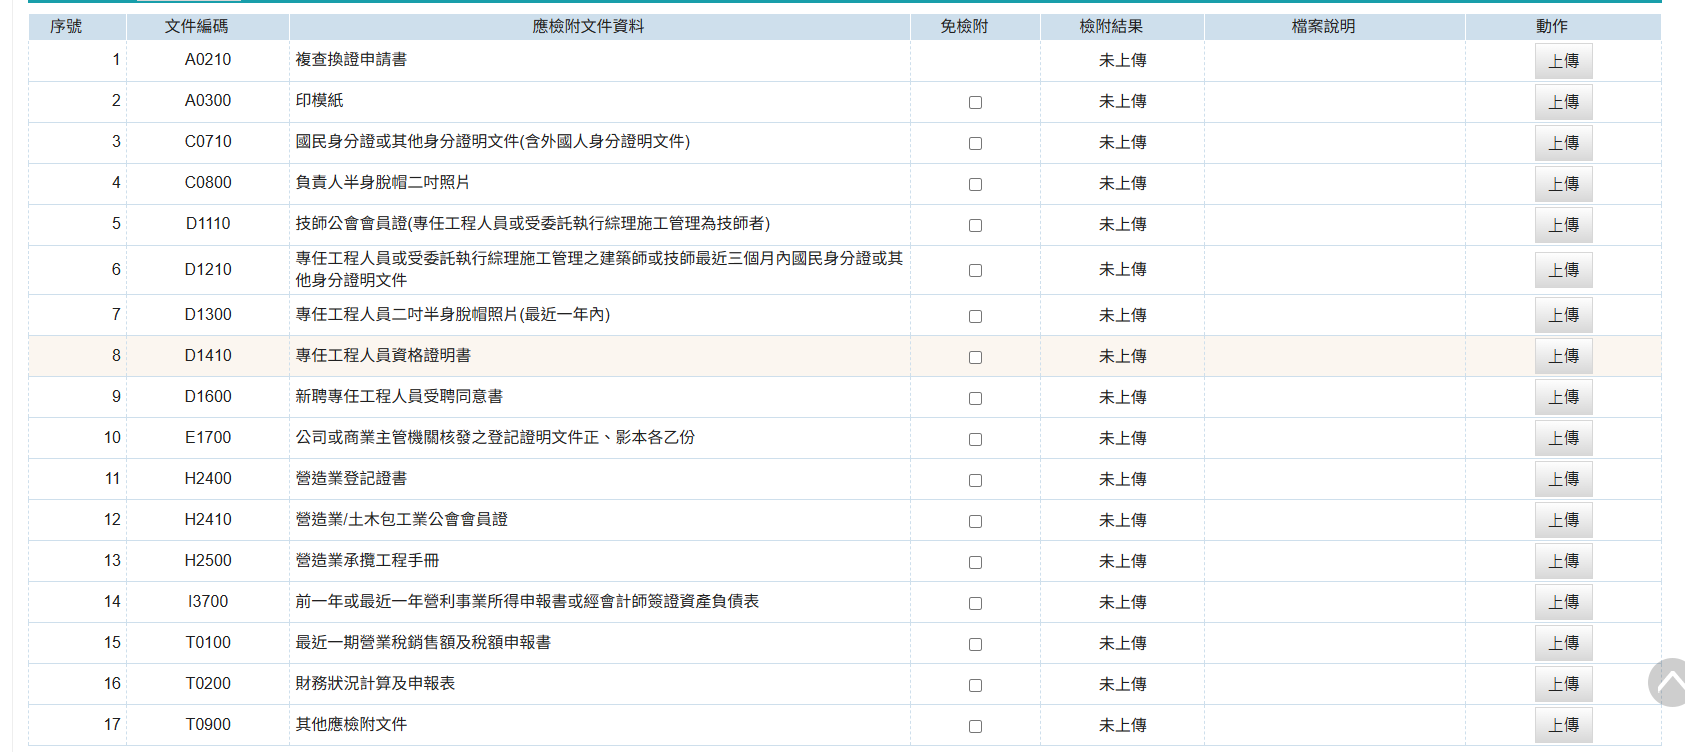 序號 文件編碼 應檢附文件資料 免檢附 檢附結果 檔案說明 動作
1 A0210 複查換證申請書 未上傳 上傳
2 A0300 印模紙 未上傳 上傳
3 C0710 國民身分證或其他身分證明文件(含外國人身分證明文件) 未上傳 上傳
4 C0800 負責人半身脫帽二吋照片 未上傳 上傳
5 D1110 技師公會會員證(專任工程人員或受委託執行綜理施工管理為技師者) 未上傳 上傳
6 D1210 專任工程人員或受委託執行綜理施工管理之建築師或技師最近三個月內國民身分證或其
他身分證明文件 未上傳 上傳
7 D1300 專任工程人員二吋半身脫帽照片(最近一年內) 未上傳 上傳
8 D1410 專任工程人員資格證明書 未上傳 上傳
9 D1600 新聘專任工程人員受聘同意書 未上傳 上傳
10 E1700 公司或商業主管機關核發之登記證明文件正、影本各乙份 未上傳 上傳
11 H2400 營造業登記證書 未上傳 上傳
12 H2410 營造業/土木包工業公會會員證 未上傳 上傳
13 H2500 營造業承攬工程手冊 未上傳 上傳
14 I3700 前一年或最近一年營利事業所得申報書或經會計師簽證資產負債表 未上傳 上傳
15 T0100 最近一期營業稅銷售額及稅額申報書 未上傳 上傳
16 T0200 財務狀況計算及申報表 未上傳 上傳
17 T0900 其他應檢附文件 未上傳 上傳